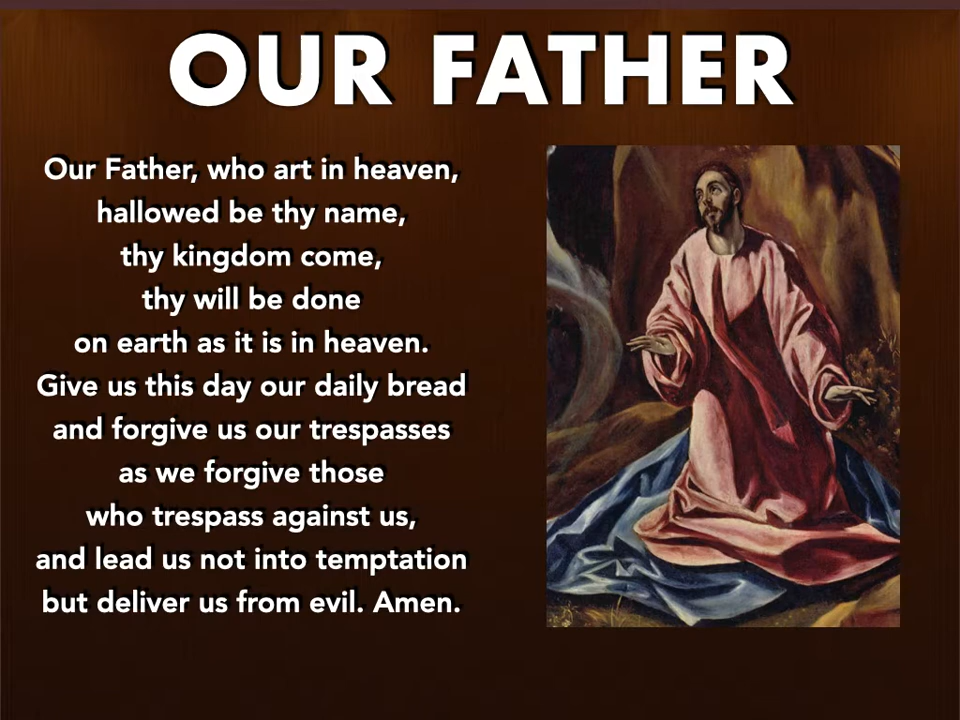 OUR FATHER
Our Father, who art in heaven,
hallowed be thy name,
thy kingdom come,
thy will be done
on earth as it is in heaven.
Give us this day our daily bread
and forgive us our trespasses
as we forgive those
who trespass against us,
and lead us not into temptation
but deliver us from evil. Amen.